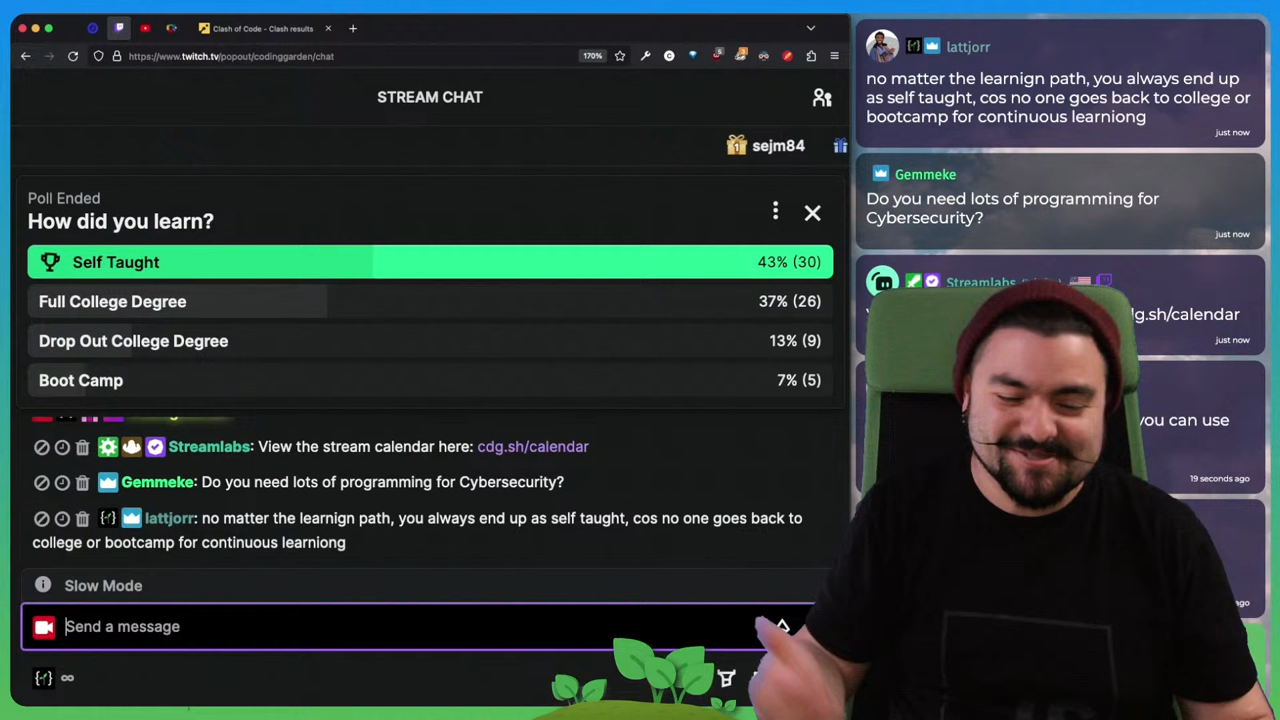 Clash of Code - Clash results
https://www.twitch.tv/popout/codinggarden/chat
170%
STREAM CHAT
1 sejm84
Poll Ended
How did you learn?
Self Taught 43% (30)
Full College Degree 37% (26)
Drop Out College Degree 13% (9)
Boot Camp 7% (5)
Streamlabs: View the stream calendar here: cdg.sh/calendar
Gemmeke: Do you need lots of programming for Cybersecurity?
lattjorr: no matter the learnign path, you always end up as self taught, cos no one goes back to
college or bootcamp for continuous learniong
Slow Mode
Send a message
lattjorr
no matter the learnign path, you always end up
as self taught, cos no one goes back to college or
bootcamp for continuous learniong
just now
Gemmeke
Do you need lots of programming for
Cybersecurity?
just now
Streamlabs
dg.sh/calendar
just now
you can use
19 seconds ago
ago